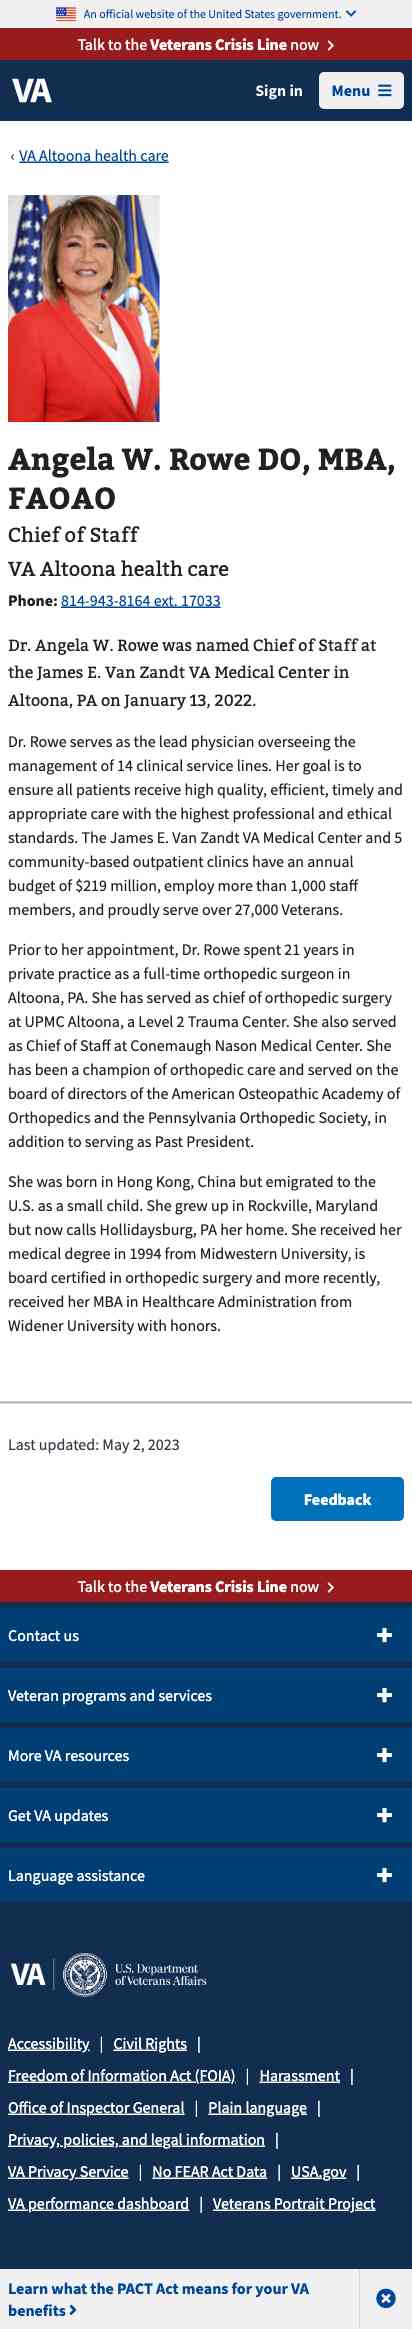 An official website of the United States government.
Talk to the Veterans Crisis Line now
VA
Sign in
Menu
‹ VA Altoona health care
Angela W. Rowe DO, MBA,
FAOAO
Chief of Staff
VA Altoona health care
Phone: 814-943-8164 ext. 17033
Dr. Angela W. Rowe was named Chief of Staff at
the James E. Van Zandt VA Medical Center in
Altoona, PA on January 13, 2022.
Dr. Rowe serves as the lead physician overseeing the
management of 14 clinical service lines. Her goal is to
ensure all patients receive high quality, efficient, timely and
appropriate care with the highest professional and ethical
standards. The James E. Van Zandt VA Medical Center and 5
community-based outpatient clinics have an annual
budget of $219 million, employ more than 1,000 staff
members, and proudly serve over 27,000 Veterans.
Prior to her appointment, Dr. Rowe spent 21 years in
private practice as a full-time orthopedic surgeon in
Altoona, PA. She has served as chief of orthopedic surgery
at UPMC Altoona, a Level 2 Trauma Center. She also served
as Chief of Staff at Conemaugh Nason Medical Center. She
has been a champion of orthopedic care and served on the
board of directors of the American Osteopathic Academy of
Orthopedics and the Pennsylvania Orthopedic Society, in
addition to serving as Past President.
She was born in Hong Kong, China but emigrated to the
U.S. as a small child. She grew up in Rockville, Maryland
but now calls Hollidaysburg, PA her home. She received her
medical degree in 1994 from Midwestern University, is
board certified in orthopedic surgery and more recently,
received her MBA in Healthcare Administration from
Widener University with honors.
Last updated: May 2, 2023
Feedback
Talk to the Veterans Crisis Line now
Contact us
Veteran programs and services
More VA resources
Get VA updates
Language assistance
VA | U.S. Department
of Veterans Affairs
Accessibility | Civil Rights |
Freedom of Information Act (FOIA) | Harassment |
Office of Inspector General | Plain language |
Privacy, policies, and legal information |
VA Privacy Service | No FEAR Act Data | USA.gov |
VA performance dashboard | Veterans Portrait Project
Learn what the PACT Act means for your VA
benefits